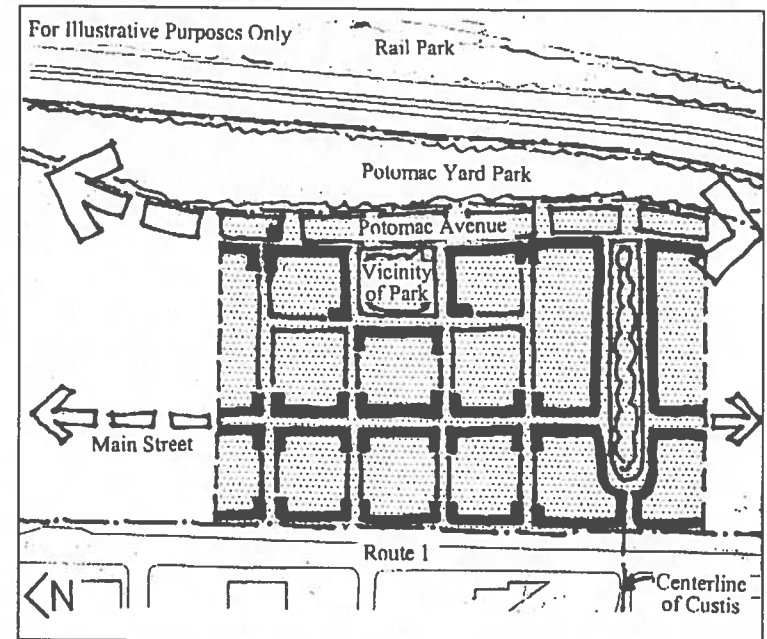 For Illustrative Purposes Only
Rail Park
Potomac Yard Park
Potomac Avenue
Vicinity
of Park
Main Street
Route 1
N
Centerline
of Custis